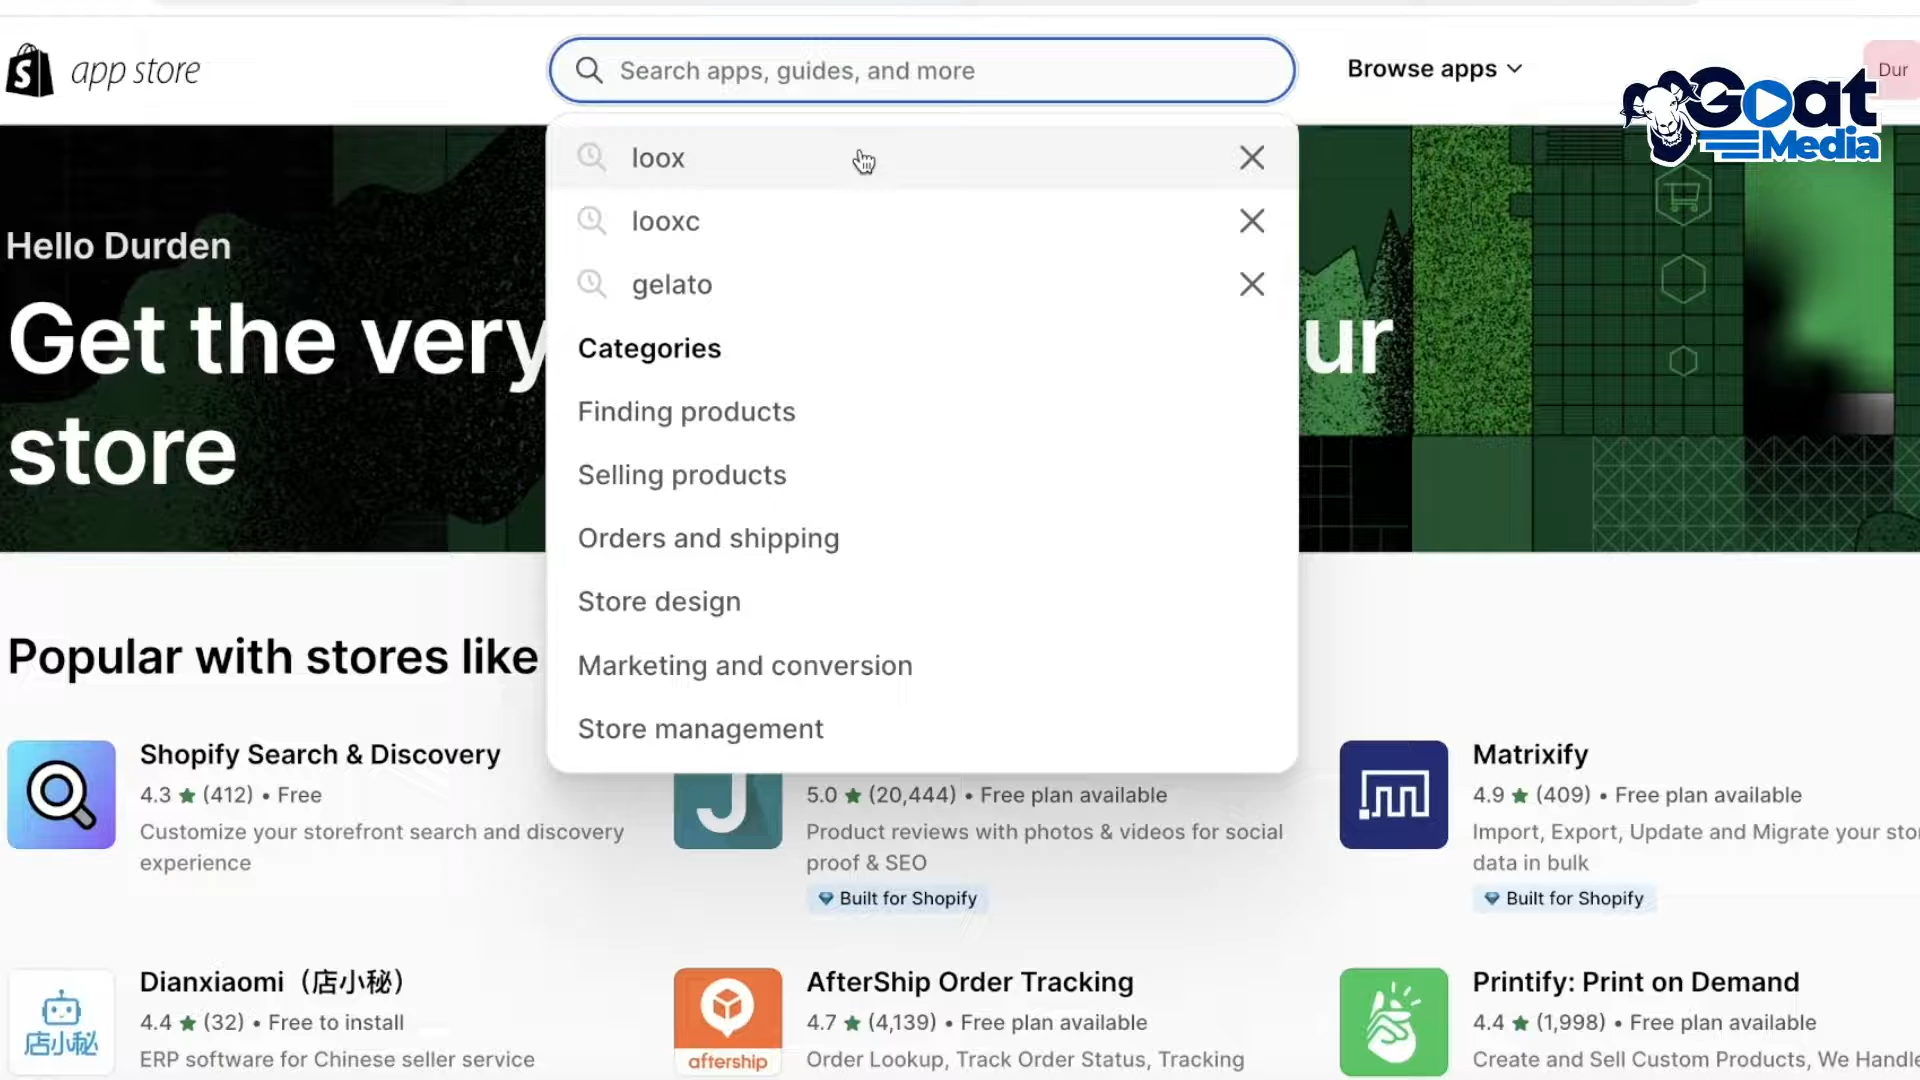 app store
Search apps, guides, and more
Browse apps
Dur
Goat
Media
loox
looxc
gelato
Categories
Finding products
Selling products
Orders and shipping
Store design
Marketing and conversion
Store management
Hello Durden
Get the very
ur
store
Popular with stores like
Shopify Search & Discovery
4.3 ★ (412) • Free
Customize your storefront search and discovery
experience
5.0 ★ (20,444) • Free plan available
Product reviews with photos & videos for social
proof & SEO
Built for Shopify
Matrixify
4.9 ★ (409) • Free plan available
Import, Export, Update and Migrate your stor
data in bulk
Built for Shopify
店小秘
Dianxiaomi（店小秘）
4.4 ★ (32) • Free to install
ERP software for Chinese seller service
aftership
AfterShip Order Tracking
4.7 ★ (4,139) • Free plan available
Order Lookup, Track Order Status, Tracking
Printify: Print on Demand
4.4 ★ (1,998) • Free plan available
Create and Sell Custom Products, We Handle